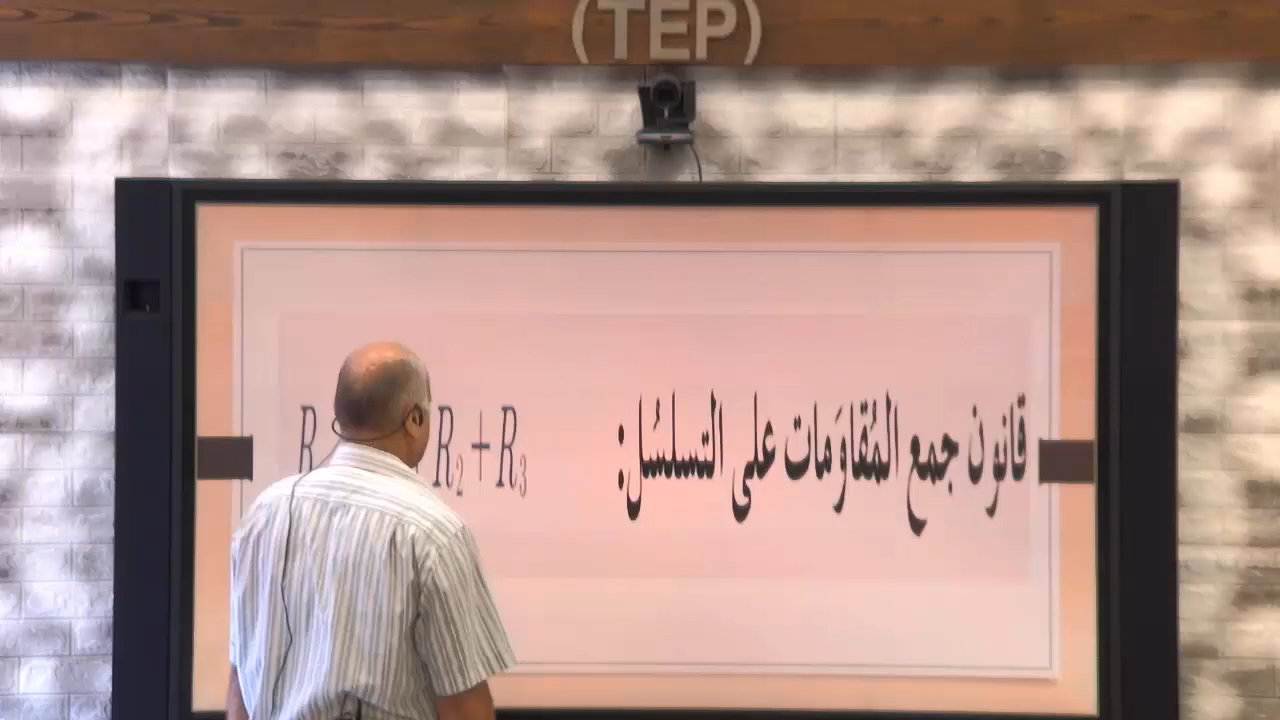 (TEP)
قانون جمع المُقاوَمات على التسلسُل:
R R₂+R₃